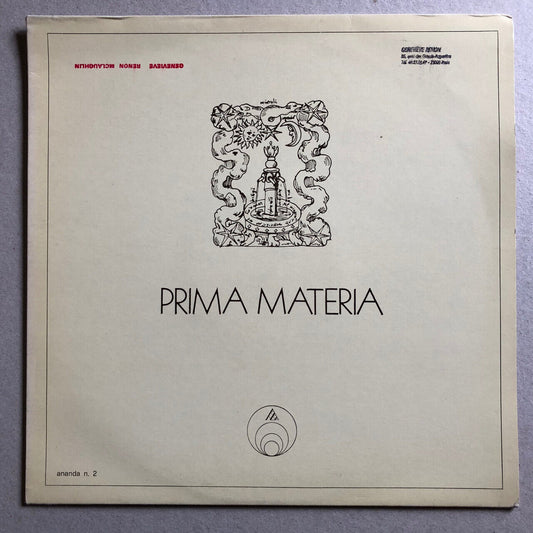 GENEVIEVE RENON MCLAUGHLIN
GENEVIÈVE RENON
PRIMA MATERIA
ananda n. 2